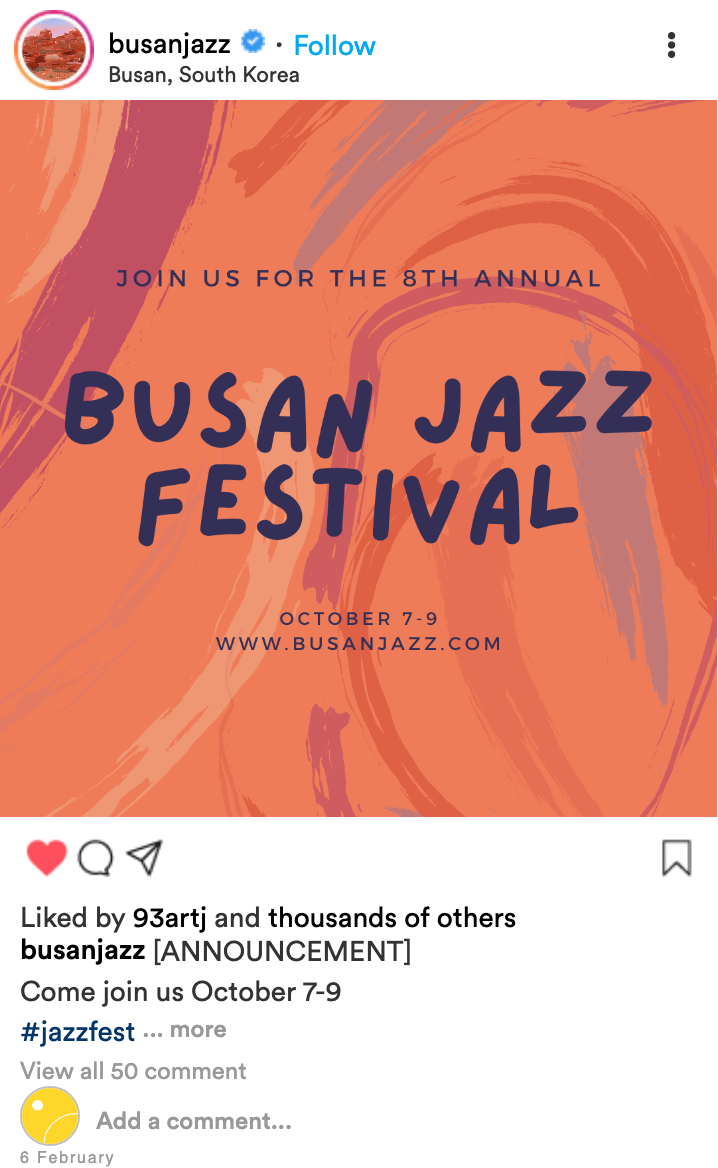 busanjazz · Follow
Busan, South Korea
JOIN US FOR THE 8TH ANNUAL
BUSAN JAZZ
FESTIVAL
OCTOBER 7-9
WWW.BUSANJAZZ.COM
Liked by 93artj and thousands of others
busanjazz [ANNOUNCEMENT]
Come join us October 7-9
#jazzfest ... more
View all 50 comment
Add a comment...
6 February